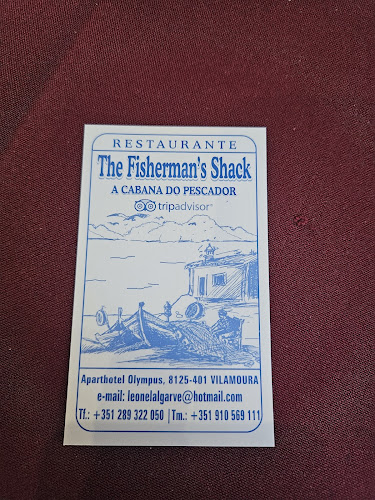 RESTAURANTE
The Fisherman's Shack
A CABANA DO PESCADOR
tripadvisor®
Aparthotel Olympus, 8125-401 VILAMOURA
e-mail: leonelalgarve@hotmail.com
Tf.: +351 289 322 050 | Tm.: +351 910 569 111